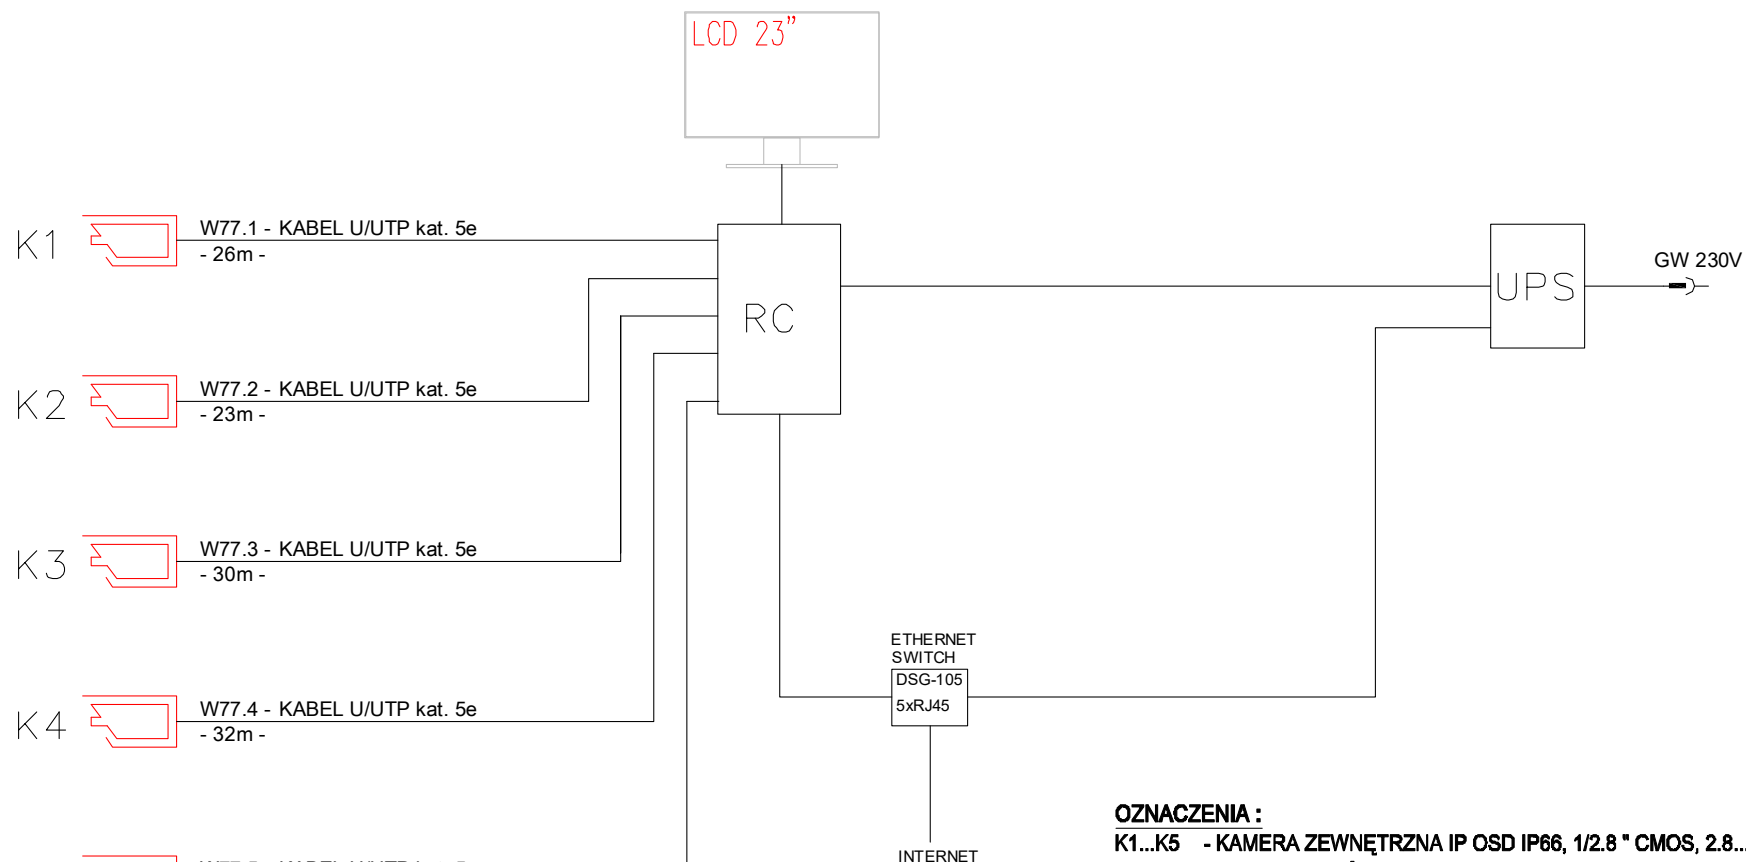 LCD 23”
K1
W77.1 - KABEL U/UTP kat. 5e
- 26m -
RC
UPS
GW 230V
K2
W77.2 - KABEL U/UTP kat. 5e
- 23m -
K3
W77.3 - KABEL U/UTP kat. 5e
- 30m -
ETHERNET
SWITCH
DSG-105
5xRJ45
K4
W77.4 - KABEL U/UTP kat. 5e
- 32m -
INTERNET
OZNACZENIA :
K1...K5 - KAMERA ZEWNĘTRZNA IP OSD IP66, 1/2.8 " CMOS, 2.8...